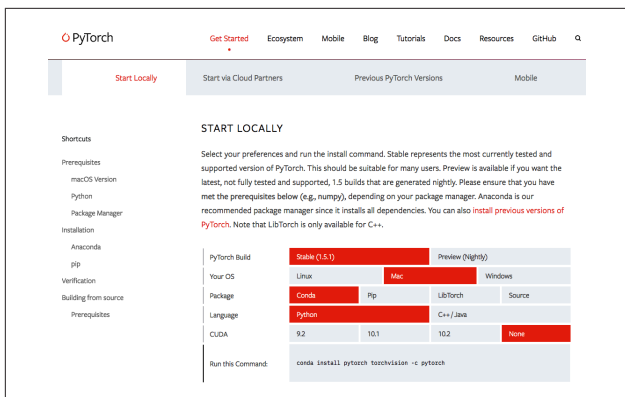 PyTorch
Get Started Ecosystem Mobile Blog Tutorials Docs Resources GitHub
Start Locally Start via Cloud Partners Previous PyTorch Versions Mobile
Shortcuts
Prerequisites
macOS Version
Python
Package Manager
Installation
Anaconda
pip
Verification
Building from source
Prerequisites
START LOCALLY
Select your preferences and run the install command. Stable represents the most currently tested and
supported version of PyTorch. This should be suitable for many users. Preview is available if you want the
latest, not fully tested and supported, 1.5 builds that are generated nightly. Please ensure that you have
met the prerequisites below (e.g., numpy), depending on your package manager. Anaconda is our
recommended package manager since it installs all dependencies. You can also install previous versions of
PyTorch. Note that LibTorch is only available for C++.
PyTorch Build Stable (1.5.1) Preview (Nightly)
Your OS Linux Mac Windows
Package Conda Pip LibTorch Source
Language Python C++ / Java
CUDA 9.2 10.1 10.2 None
Run this Command: conda install pytorch torchvision -c pytorch